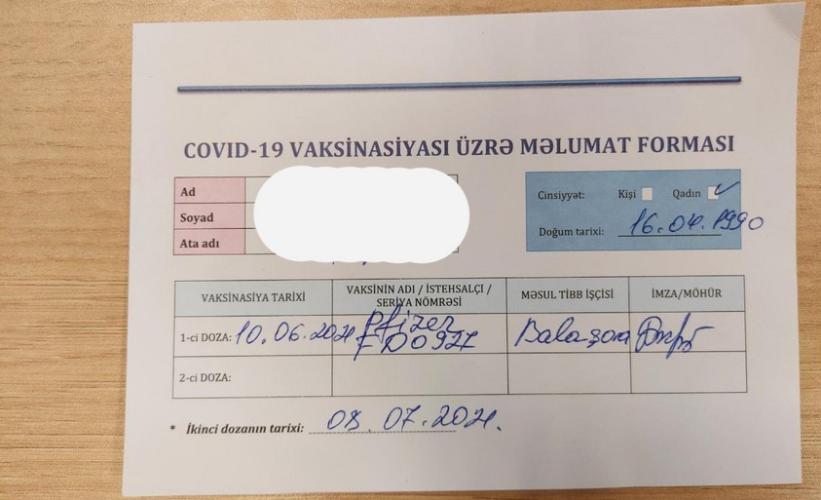 COVID-19 VAKSİNASİYASI ÜZRƏ MƏLUMAT FORMASI
Ad
Soyad
Ata adı
Cinsiyyət: Kişi Qadın ✓
Doğum tarixi: 16.04.1990
VAKSİNASİYA TARİXİ
VAKSİNİN ADI / İSTEHSALÇI /
SERİYA NÖMRƏSİ
MƏSUL TİBB İŞÇİSİ
İMZA/MÖHÜR
1-ci DOZA: 10.06.2021
Pfizer
FD0927
Balaşova
2-ci DOZA:
* İkinci dozanın tarixi: 08.07.2021.